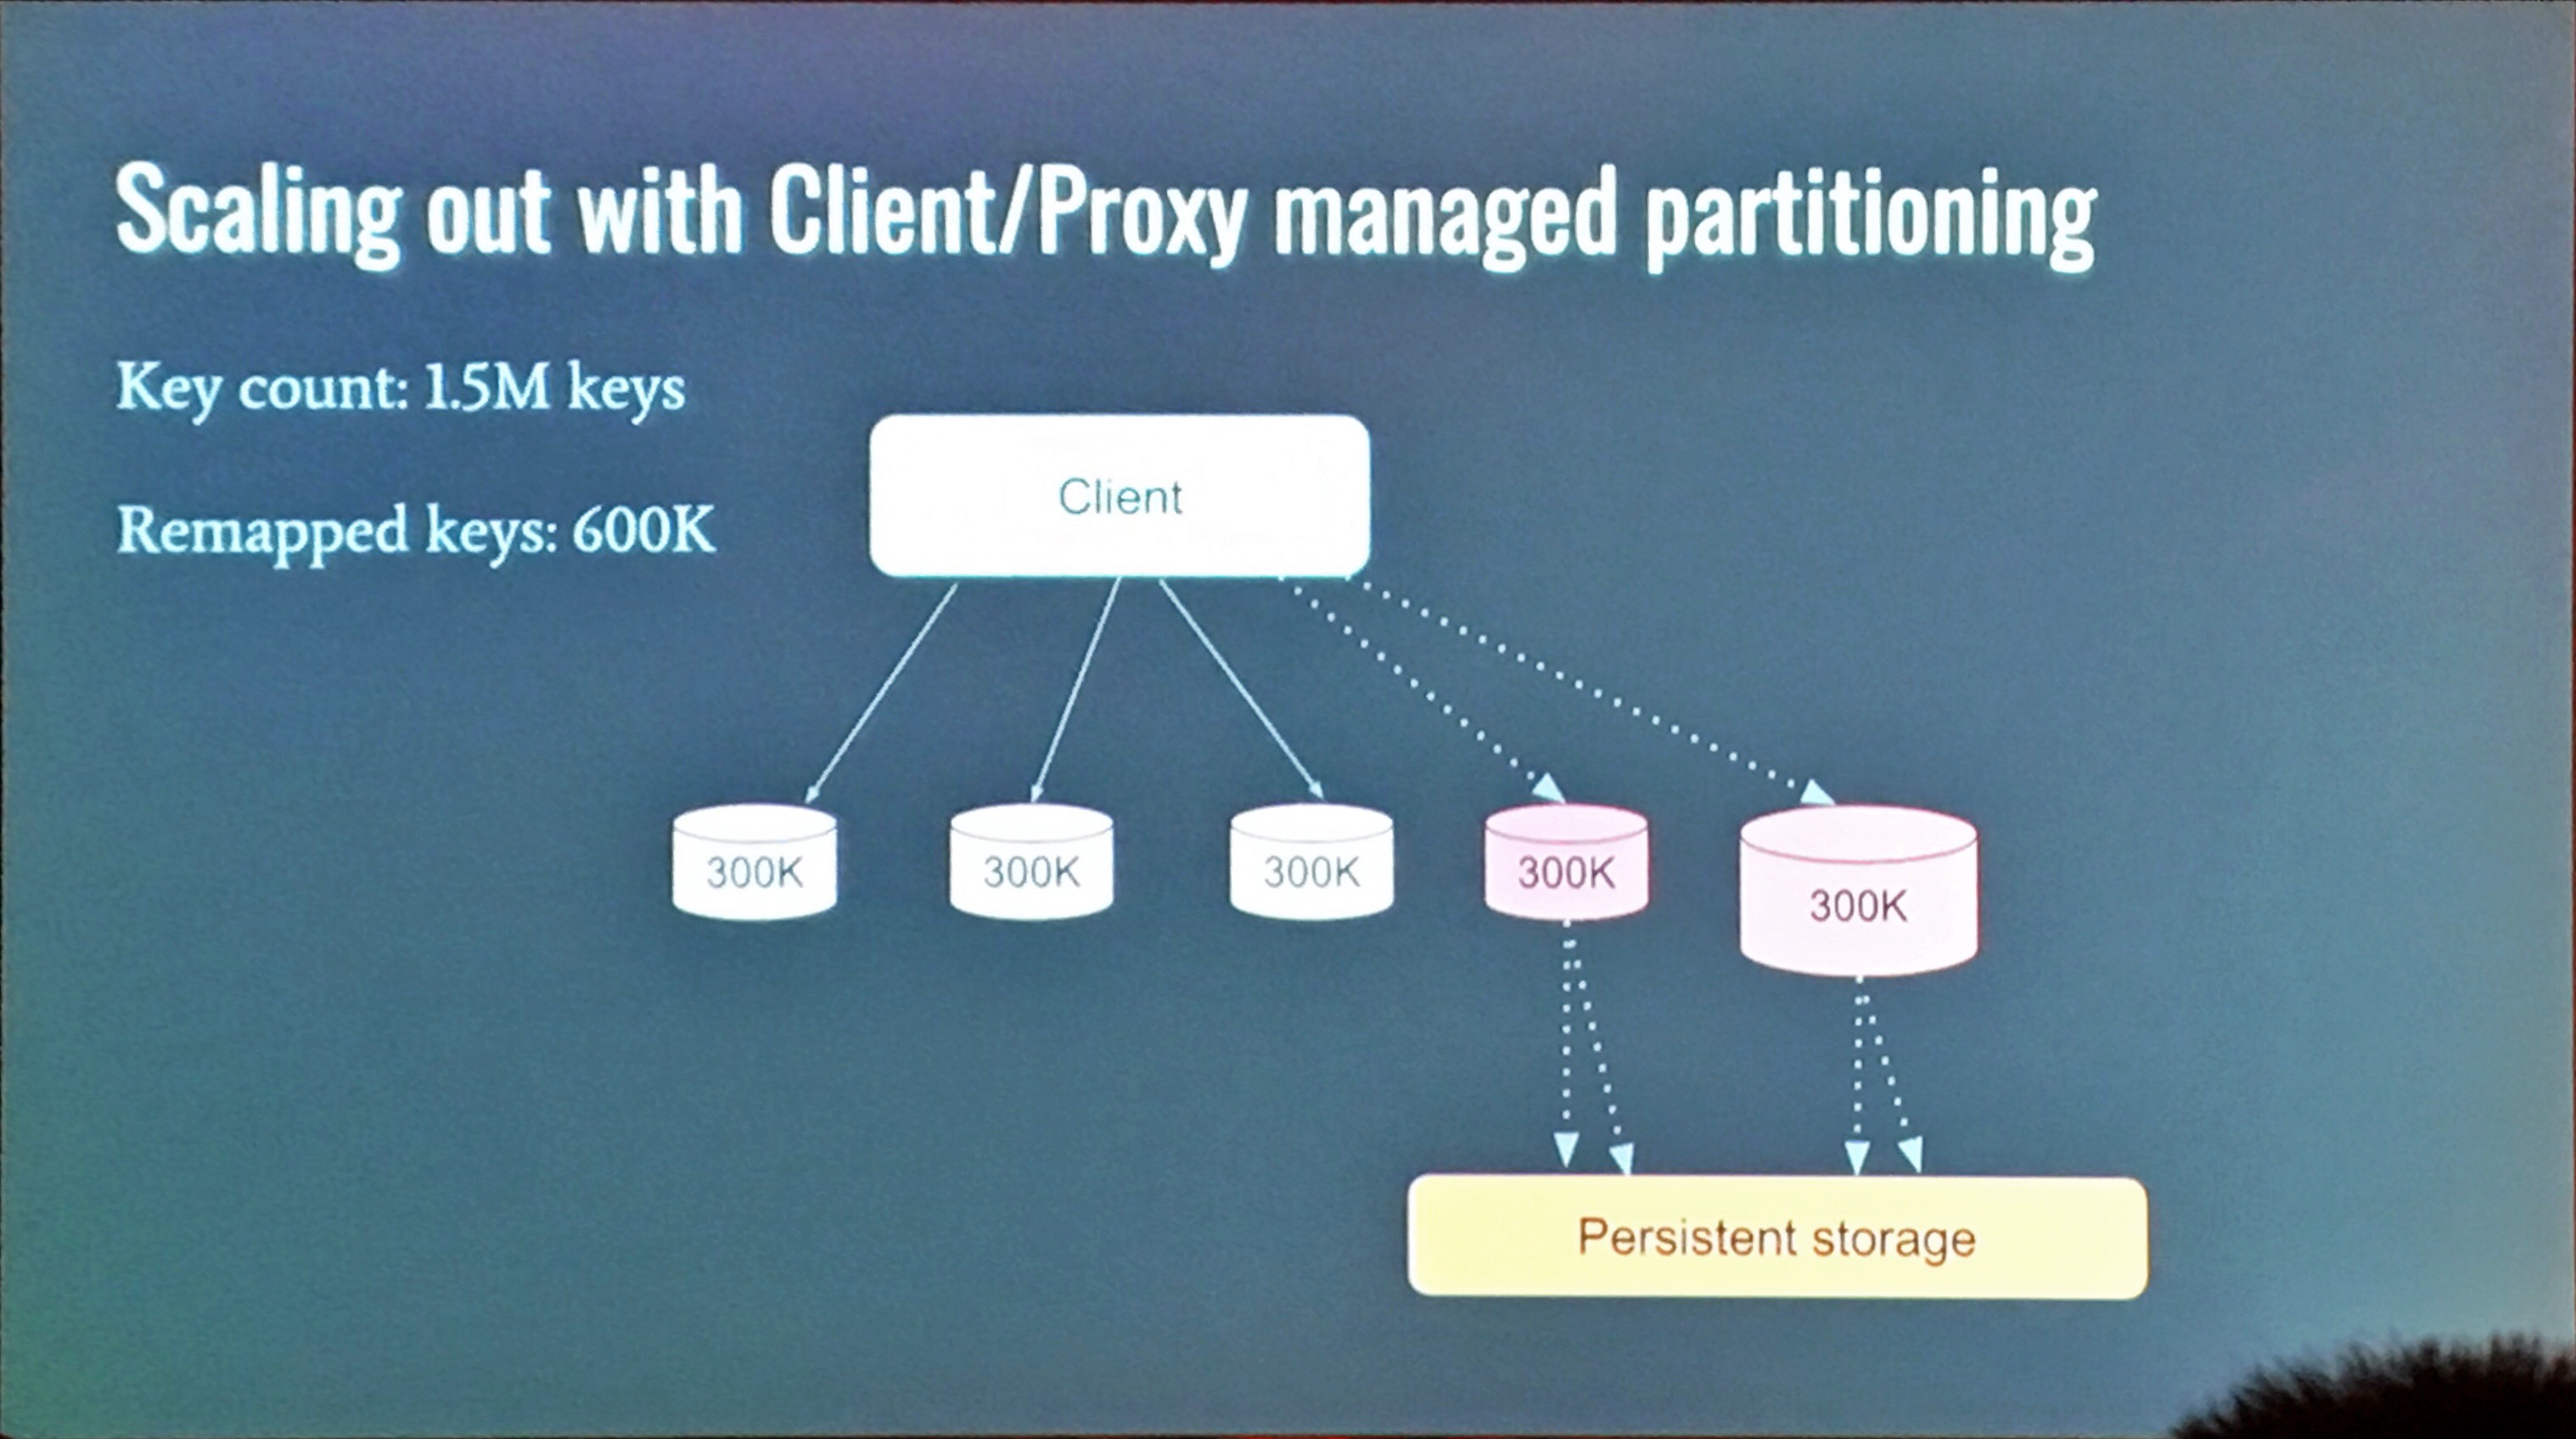 Scaling out with Client/Proxy managed partitioning
Key count: 1.5M keys
Remapped keys: 600K
Client
300K
300K
300K
300K
300K
Persistent storage